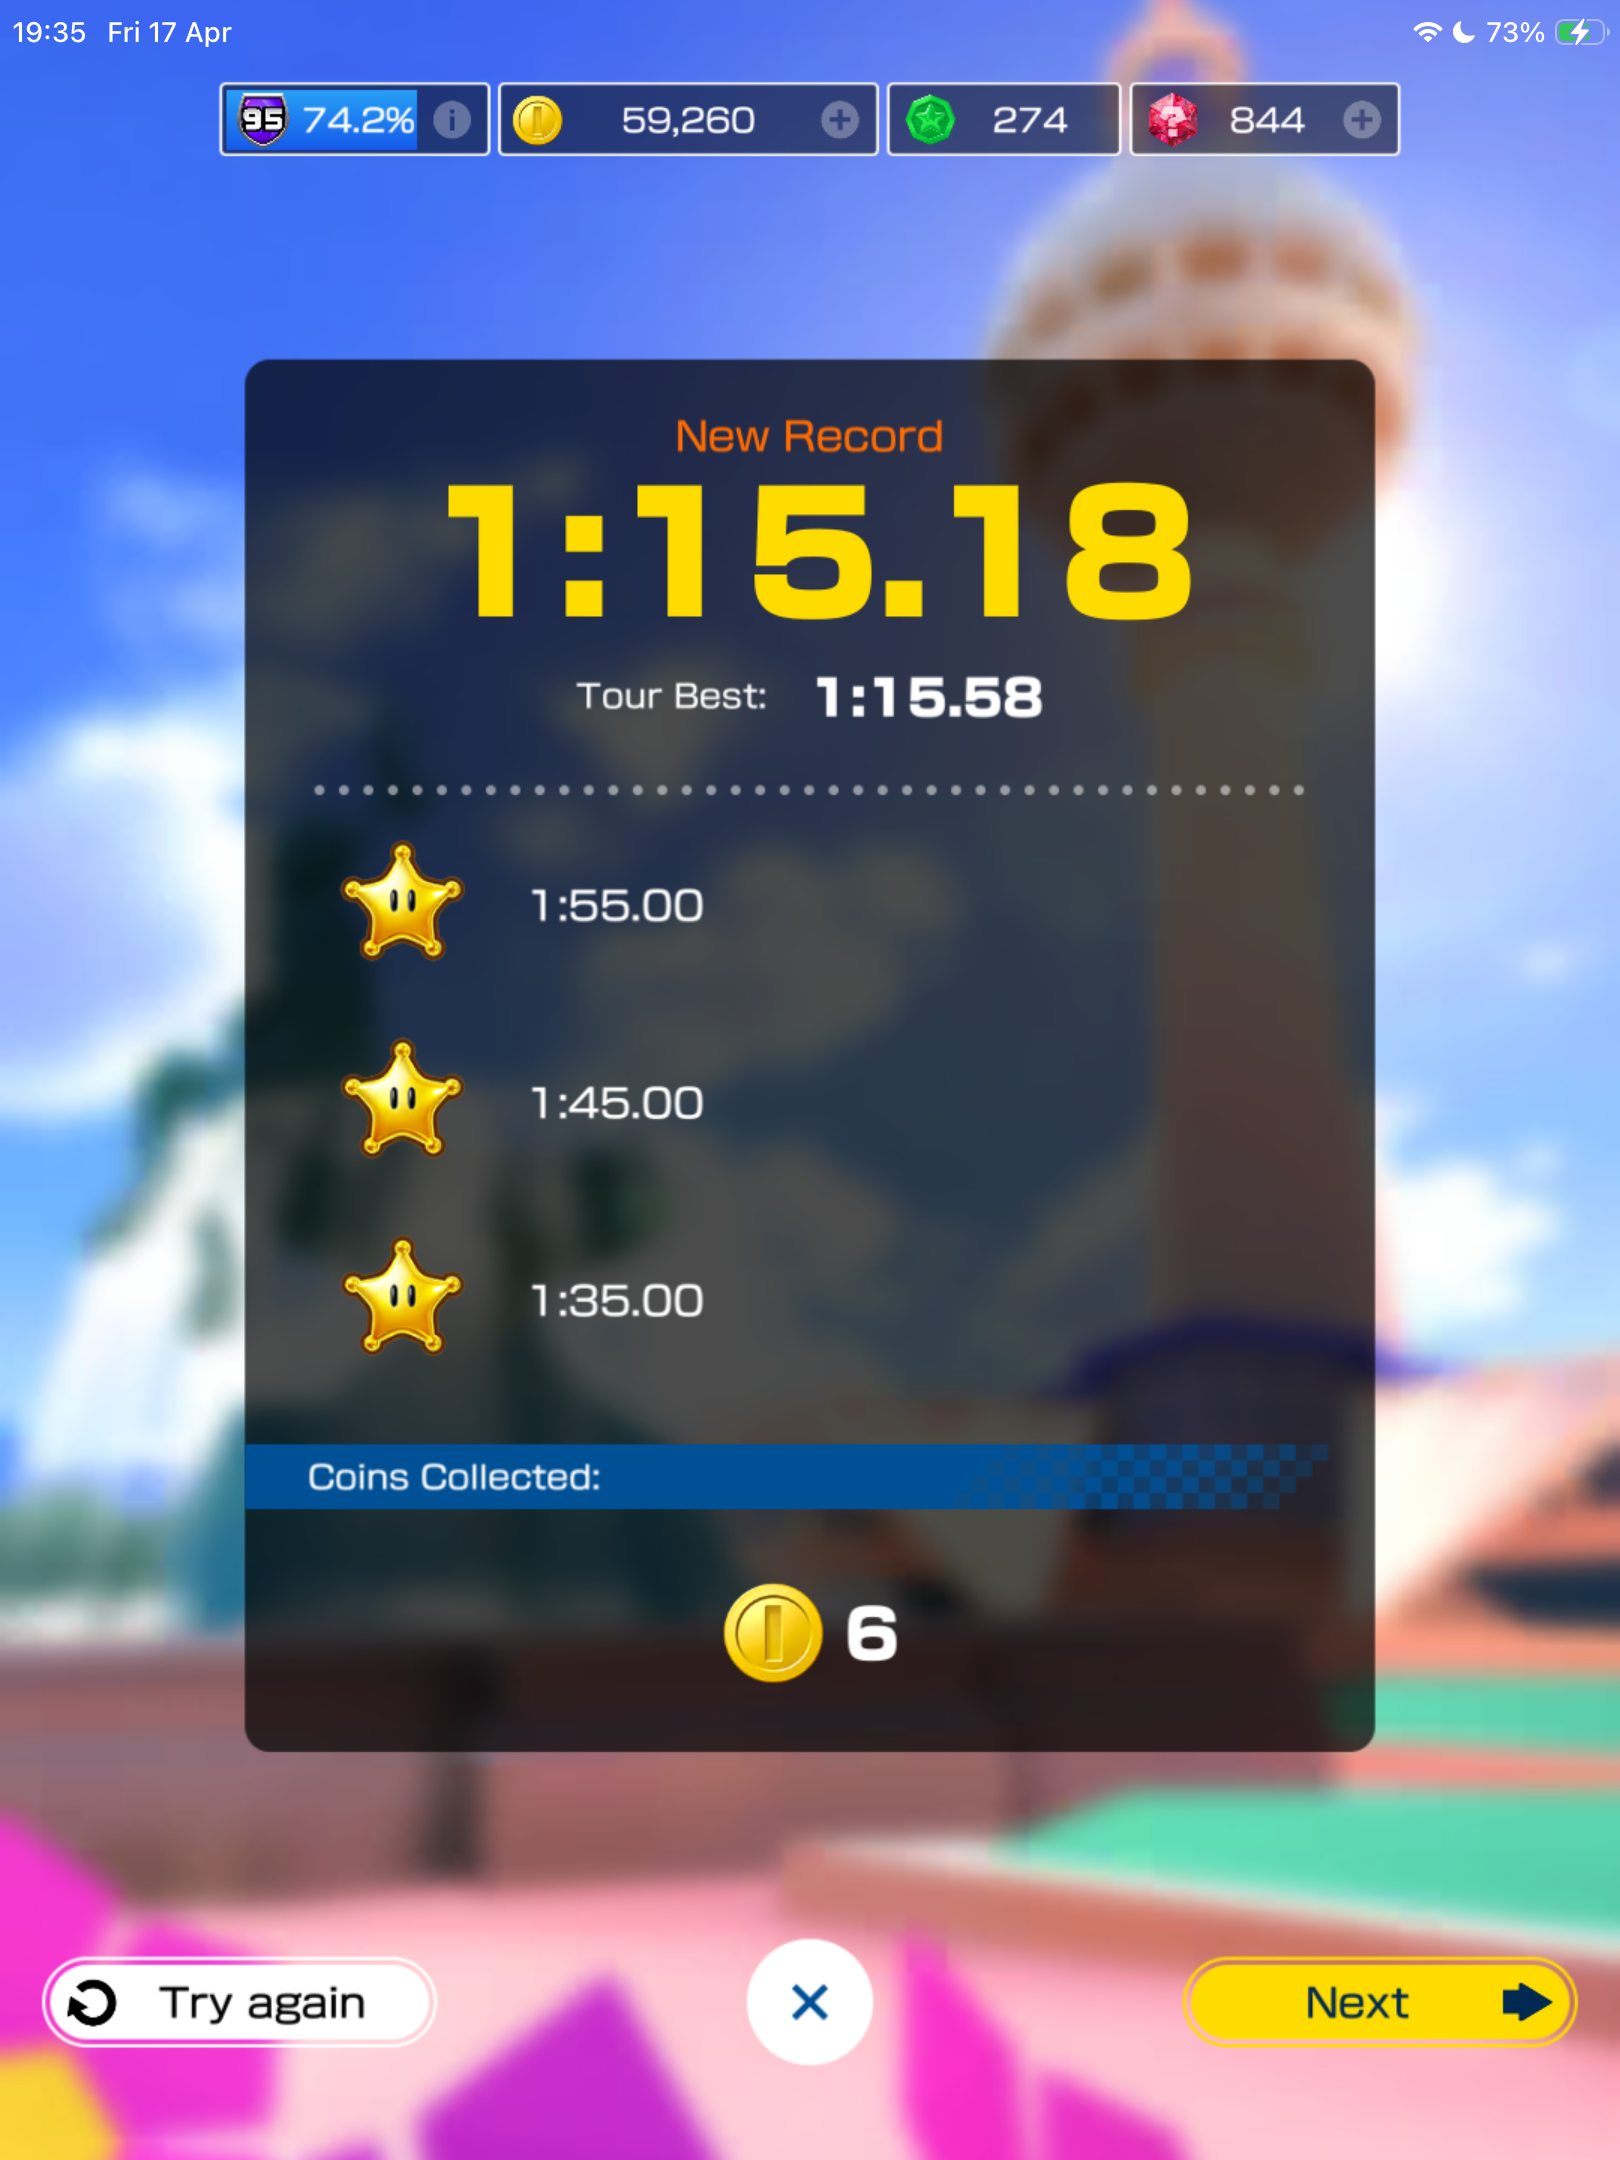 19:35 Fri 17 Apr 73%
95 74.2% i 59,260 + 274 ? 844 +
New Record
1:15.18
Tour Best: 1:15.58
1:55.00
1:45.00
1:35.00
Coins Collected:
6
Try again × Next